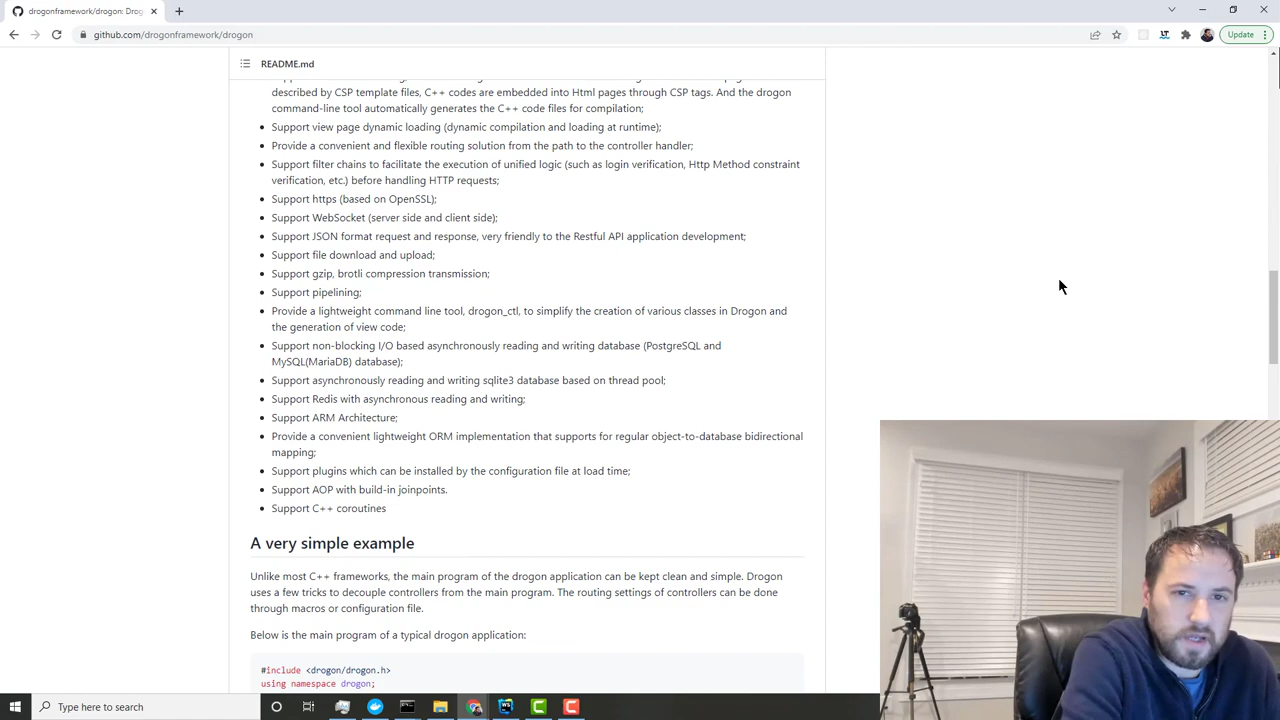 drogonframework/drogon: Drog
github.com/drogonframework/drogon
Update
README.md
described by CSP template files, C++ codes are embedded into Html pages through CSP tags. And the drogon
command-line tool automatically generates the C++ code files for compilation;
Support view page dynamic loading (dynamic compilation and loading at runtime);
Provide a convenient and flexible routing solution from the path to the controller handler;
Support filter chains to facilitate the execution of unified logic (such as login verification, Http Method constraint
verification, etc.) before handling HTTP requests;
Support https (based on OpenSSL);
Support WebSocket (server side and client side);
Support JSON format request and response, very friendly to the Restful API application development;
Support file download and upload;
Support gzip, brotli compression transmission;
Support pipelining;
Provide a lightweight command line tool, drogon_ctl, to simplify the creation of various classes in Drogon and
the generation of view code;
Support non-blocking I/O based asynchronously reading and writing database (PostgreSQL and
MySQL(MariaDB) database);
Support asynchronously reading and writing sqlite3 database based on thread pool;
Support Redis with asynchronous reading and writing;
Support ARM Architecture;
Provide a convenient lightweight ORM implementation that supports for regular object-to-database bidirectional
mapping;
Support plugins which can be installed by the configuration file at load time;
Support AOP with build-in joinpoints.
Support C++ coroutines
A very simple example
Unlike most C++ frameworks, the main program of the drogon application can be kept clean and simple. Drogon
uses a few tricks to decouple controllers from the main program. The routing settings of controllers can be done
through macros or configuration file.
Below is the main program of a typical drogon application:
#include <drogon/drogon.h>
using namespace drogon;
Type here to search